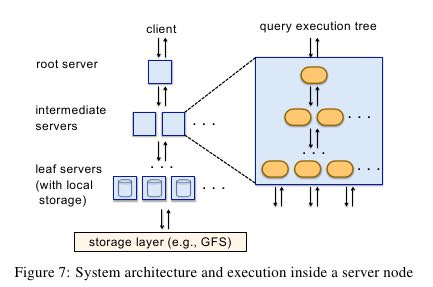 client
query execution tree
root server
intermediate
servers
. . .
. . .
. . .
. . .
leaf servers
(with local
storage)
. . .
. . .
. . .
storage layer (e.g., GFS)
Figure 7: System architecture and execution inside a server node